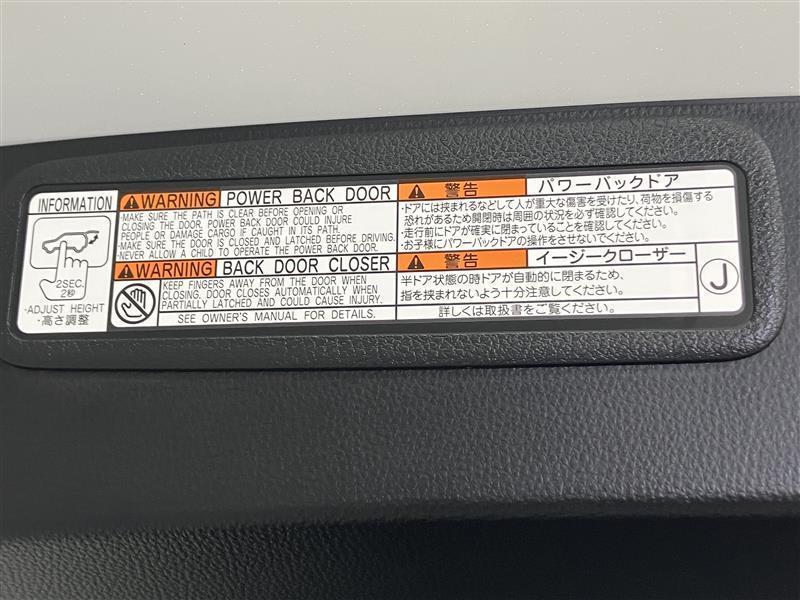 INFORMATION
2SEC.
2秒
・ADJUST HEIGHT
・高さ調整
WARNING POWER BACK DOOR
・MAKE SURE THE PATH IS CLEAR BEFORE OPENING OR
CLOSING THE DOOR. POWER BACK DOOR COULD INJURE
PEOPLE OR DAMAGE CARGO IF CAUGHT IN ITS PATH.
・MAKE SURE THE DOOR IS CLOSED AND LATCHED BEFORE DRIVING.
・NEVER ALLOW A CHILD TO OPERATE THE POWER BACK DOOR.
WARNING BACK DOOR CLOSER
KEEP FINGERS AWAY FROM THE DOOR WHEN
CLOSING. DOOR CLOSES AUTOMATICALLY WHEN
PARTIALLY LATCHED AND COULD CAUSE INJURY.
SEE OWNER'S MANUAL FOR DETAILS.
警告 パワーバックドア
・ドアには挟まれるなどして人が重大な傷害を受けたり、荷物を損傷する
恐れがあるため開閉時は周囲の状況を必ず確認してください。
・走行前にドアが確実に閉まっていることを確認してください。
・お子様にパワーバックドアの操作をさせないでください。
警告 イージークローザー
半ドア状態の時ドアが自動的に閉まるため、
指を挟まれないよう十分注意してください。
詳しくは取扱書をご覧ください。
J